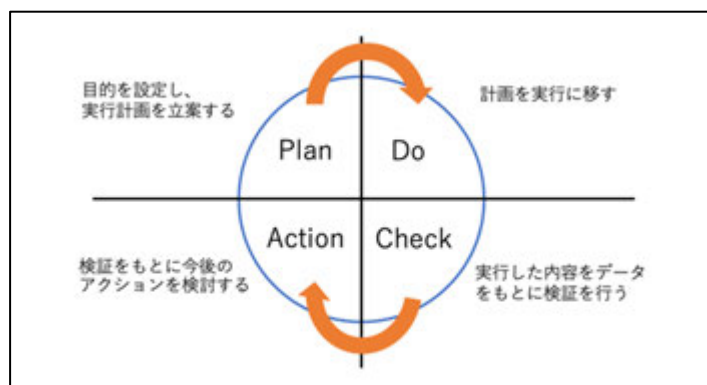 目的を設定し、
実行計画を立案する
計画を実行に移す
Plan
Do
Action
Check
検証をもとに今後の
アクションを検討する
実行した内容をデータ
をもとに検証を行う